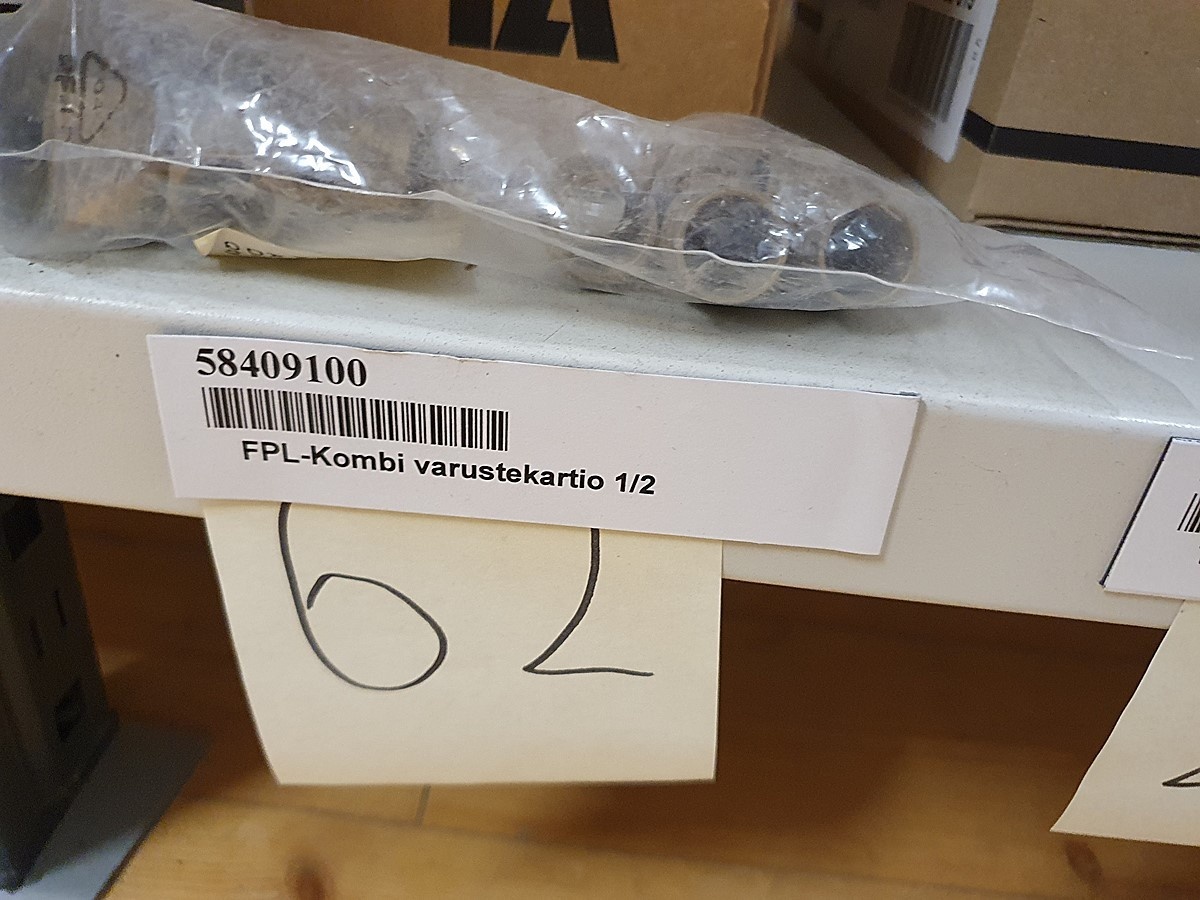 58409100
FPL-Kombi varustekartio 1/2
62